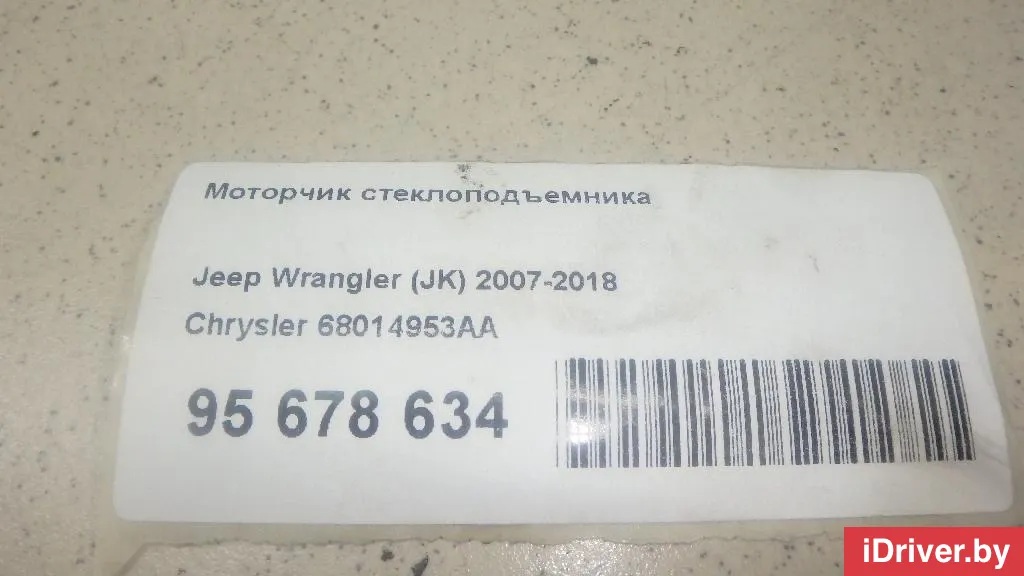 Моторчик стеклоподъемника
Jeep Wrangler (JK) 2007-2018
Chrysler 68014953AA
95 678 634
iDriver.by